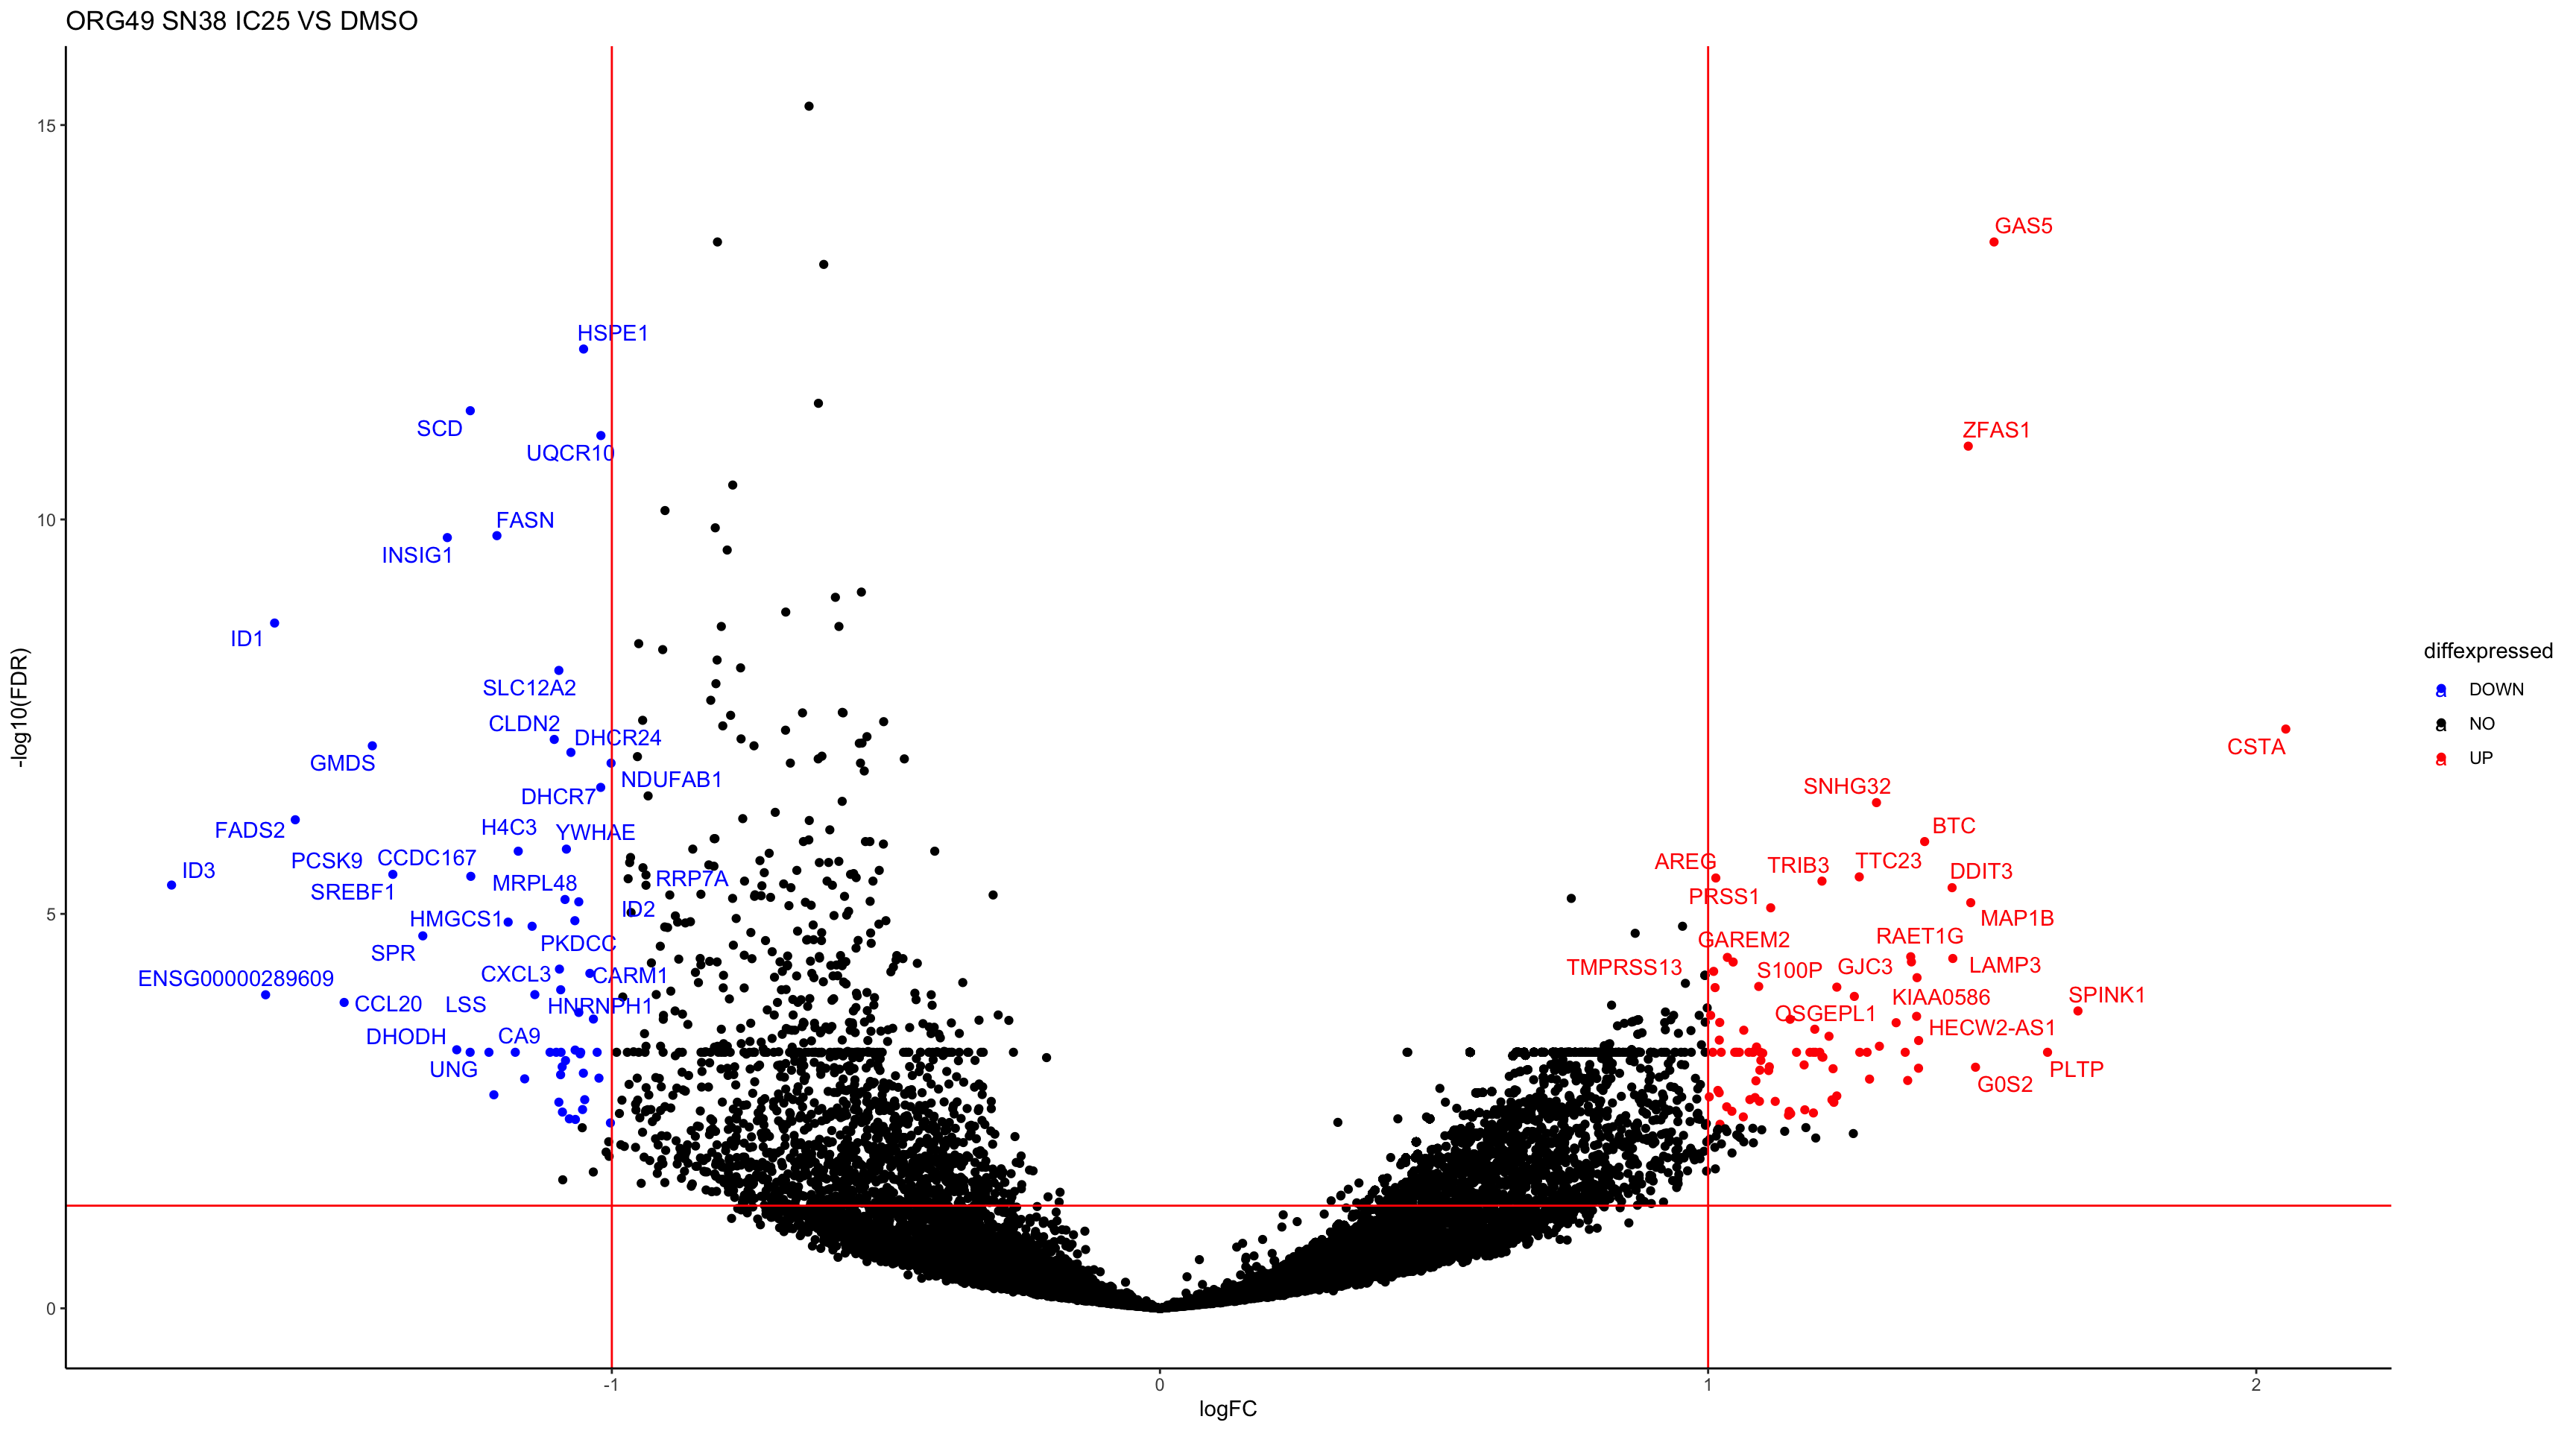 ORG49 SN38 IC25 VS DMSO
15
GAS5
HSPE1
SCD
ZFAS1
UQCR10
10
FASN
INSIG1
ID1
-log10(FDR)
diffexpressed
a DOWN
a NO
a UP
SLC12A2
CLDN2
DHCR24
GMDS
CSTA
NDUFAB1
SNHG32
DHCR7
FADS2
H4C3
YWHAE
BTC
PCSK9
CCDC167
AREG
TRIB3
TTC23
ID3
DDIT3
RRP7A
MRPL48
SREBF1
PRSS1
5
ID2
HMGCS1
MAP1B
RAET1G
GAREM2
PKDCC
SPR
TMPRSS13
S100P
GJC3
LAMP3
CXCL3
CARM1
ENSG00000289609
SPINK1
KIAA0586
CCL20
LSS
HNRNPH1
OSGEPL1
HECW2-AS1
DHODH
CA9
UNG
PLTP
G0S2
0
-1
0
1
2
logFC